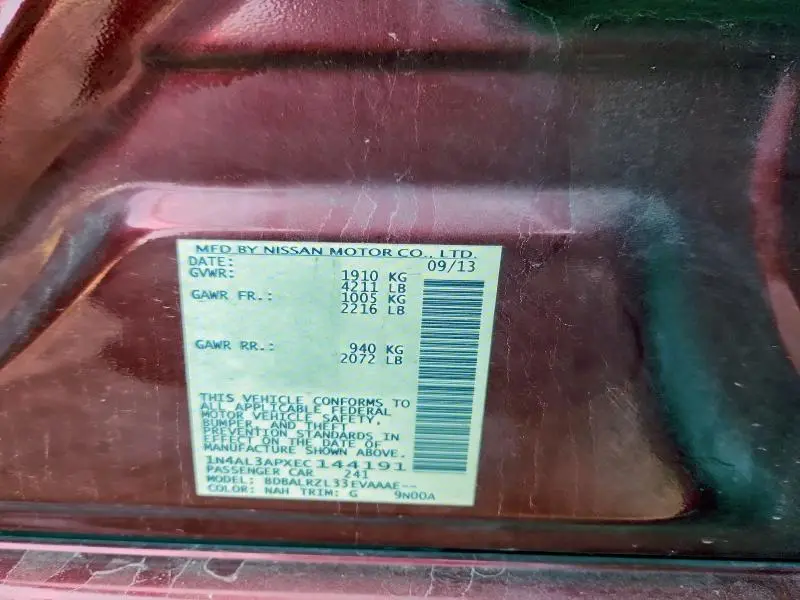 MFD BY NISSAN MOTOR CO., LTD.
DATE: 09/13
GVWR: 1910 KG
4211 LB
GAWR FR.: 1005 KG
2216 LB
GAWR RR.: 940 KG
2072 LB
THIS VEHICLE CONFORMS TO
ALL APPLICABLE FEDERAL
MOTOR VEHICLE SAFETY,
BUMPER, AND THEFT
PREVENTION STANDARDS IN
EFFECT ON THE DATE OF
MANUFACTURE SHOWN ABOVE.
1N4AL3APXEC144191
PASSENGER CAR 241
MODEL: BDBALRZL33EVAAAE--
COLOR: NAH TRIM: G 9N00A